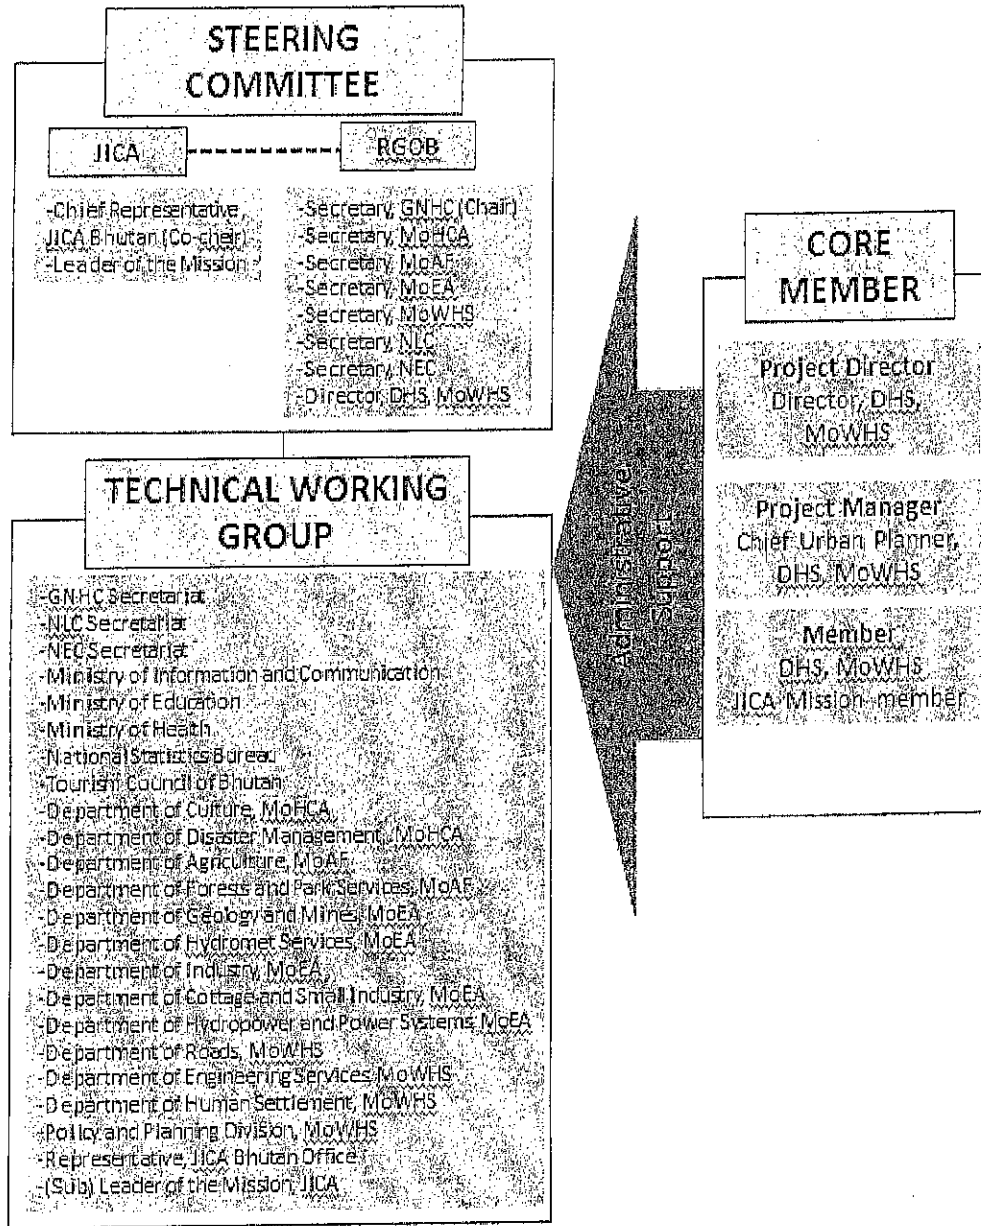 STEERING
COMMITTEE
JICA
RGOB
-Chief Representative,
JICA Bhutan (Co-chair)
-Leader of the Mission
-Secretary, GNHC (Chair)
-Secretary, MoHCA
-Secretary, MoAF
-Secretary, MoEA
-Secretary, MoWHS
-Secretary, NLC
-Secretary, NEC
-Director, DHS, MoWHS
TECHNICAL WORKING
GROUP
-GNHC Secretariat
-NLC Secretariat
-NEC Secretariat
-Ministry of Information and Communication
-Ministry of Education
-Ministry of Health
-National Statistics Bureau
-Tourism Council of Bhutan
-Department of Culture, MoHCA
-Department of Disaster Management, MoHCA
-Department of Agriculture, MoAF
-Department of Forests and Park Services, MoAF
-Department of Geology and Mines, MoEA
-Department of Hydromet Services, MoEA
-Department of Industry, MoEA
-Department of Cottage and Small Industry, MoEA
-Department of Hydropower and Power Systems, MoEA
-Department of Roads, MoWHS
-Department of Engineering Services, MoWHS
-Department of Human Settlement, MoWHS
-Policy and Planning Division, MoWHS
-Representative, JICA Bhutan Office
-(Sub) Leader of the Mission, JICA
Administrative
Support
CORE
MEMBER
Project Director
Director, DHS,
MoWHS
Project Manager
Chief Urban Planner,
DHS, MoWHS
Member
DHS, MoWHS
JICA Mission member